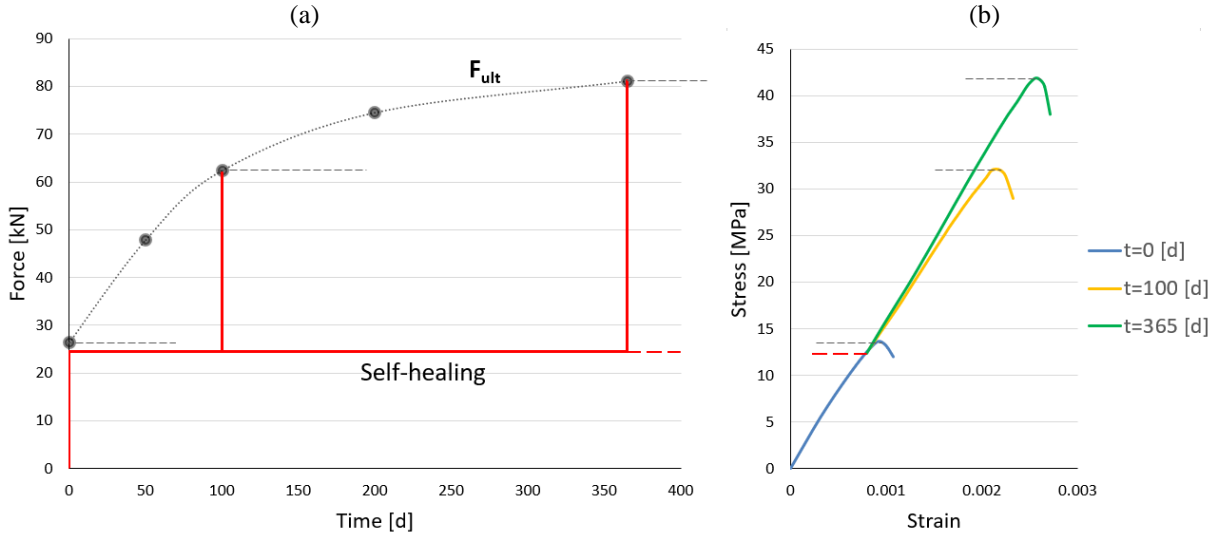 (a)
Force [kN]
90
80
70
60
50
40
30
20
10
0
F_ult
Self-healing
0 50 100 150 200 250 300 350 400
Time [d]
(b)
Stress [MPa]
45
40
35
30
25
20
15
10
5
0
0 0.001 0.002 0.003
Strain
t=0 [d]
t=100 [d]
t=365 [d]